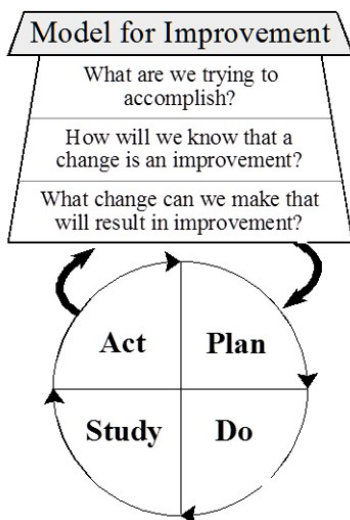 Model for Improvement
What are we trying to
accomplish?
How will we know that a
change is an improvement?
What change can we make that
will result in improvement?
Act
Plan
Study
Do